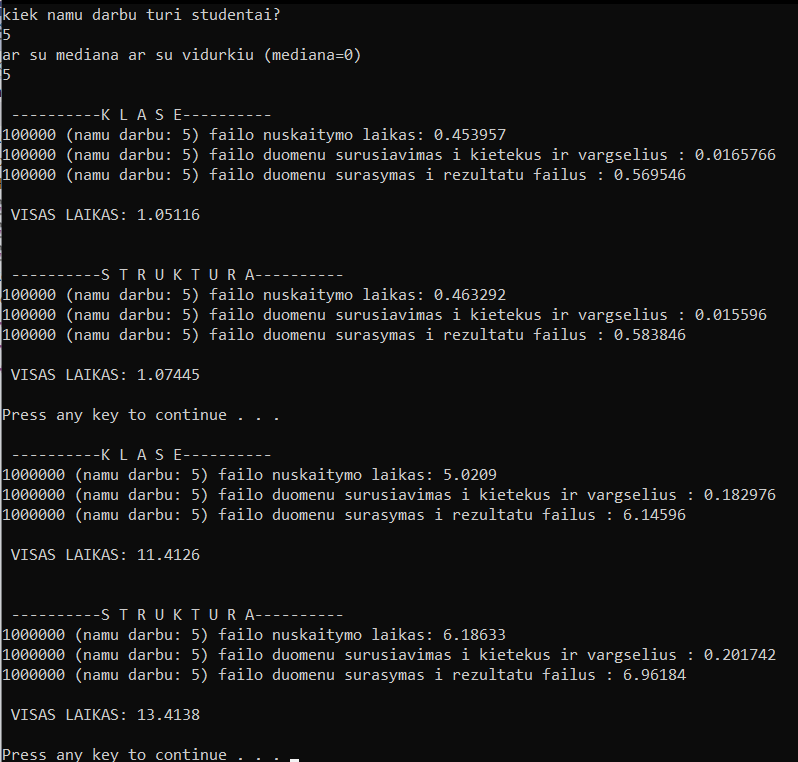 kiek namu darbu turi studentai?
5
ar su mediana ar su vidurkiu (mediana=0)
5
----------K L A S E----------
100000 (namu darbu: 5) failo nuskaitymo laikas: 0.453957
100000 (namu darbu: 5) failo duomenu surusiavimas i kietekus ir vargselius : 0.0165766
100000 (namu darbu: 5) failo duomenu surasymas i rezultatu failus : 0.569546
VISAS LAIKAS: 1.05116
----------S T R U K T U R A----------
100000 (namu darbu: 5) failo nuskaitymo laikas: 0.463292
100000 (namu darbu: 5) failo duomenu surusiavimas i kietekus ir vargselius : 0.015596
100000 (namu darbu: 5) failo duomenu surasymas i rezultatu failus : 0.583846
VISAS LAIKAS: 1.07445
Press any key to continue . . .
----------K L A S E----------
1000000 (namu darbu: 5) failo nuskaitymo laikas: 5.0209
1000000 (namu darbu: 5) failo duomenu surusiavimas i kietekus ir vargselius : 0.182976
1000000 (namu darbu: 5) failo duomenu surasymas i rezultatu failus : 6.14596
VISAS LAIKAS: 11.4126
----------S T R U K T U R A----------
1000000 (namu darbu: 5) failo nuskaitymo laikas: 6.18633
1000000 (namu darbu: 5) failo duomenu surusiavimas i kietekus ir vargselius : 0.201742
1000000 (namu darbu: 5) failo duomenu surasymas i rezultatu failus : 6.96184
VISAS LAIKAS: 13.4138
Press any key to continue . . .